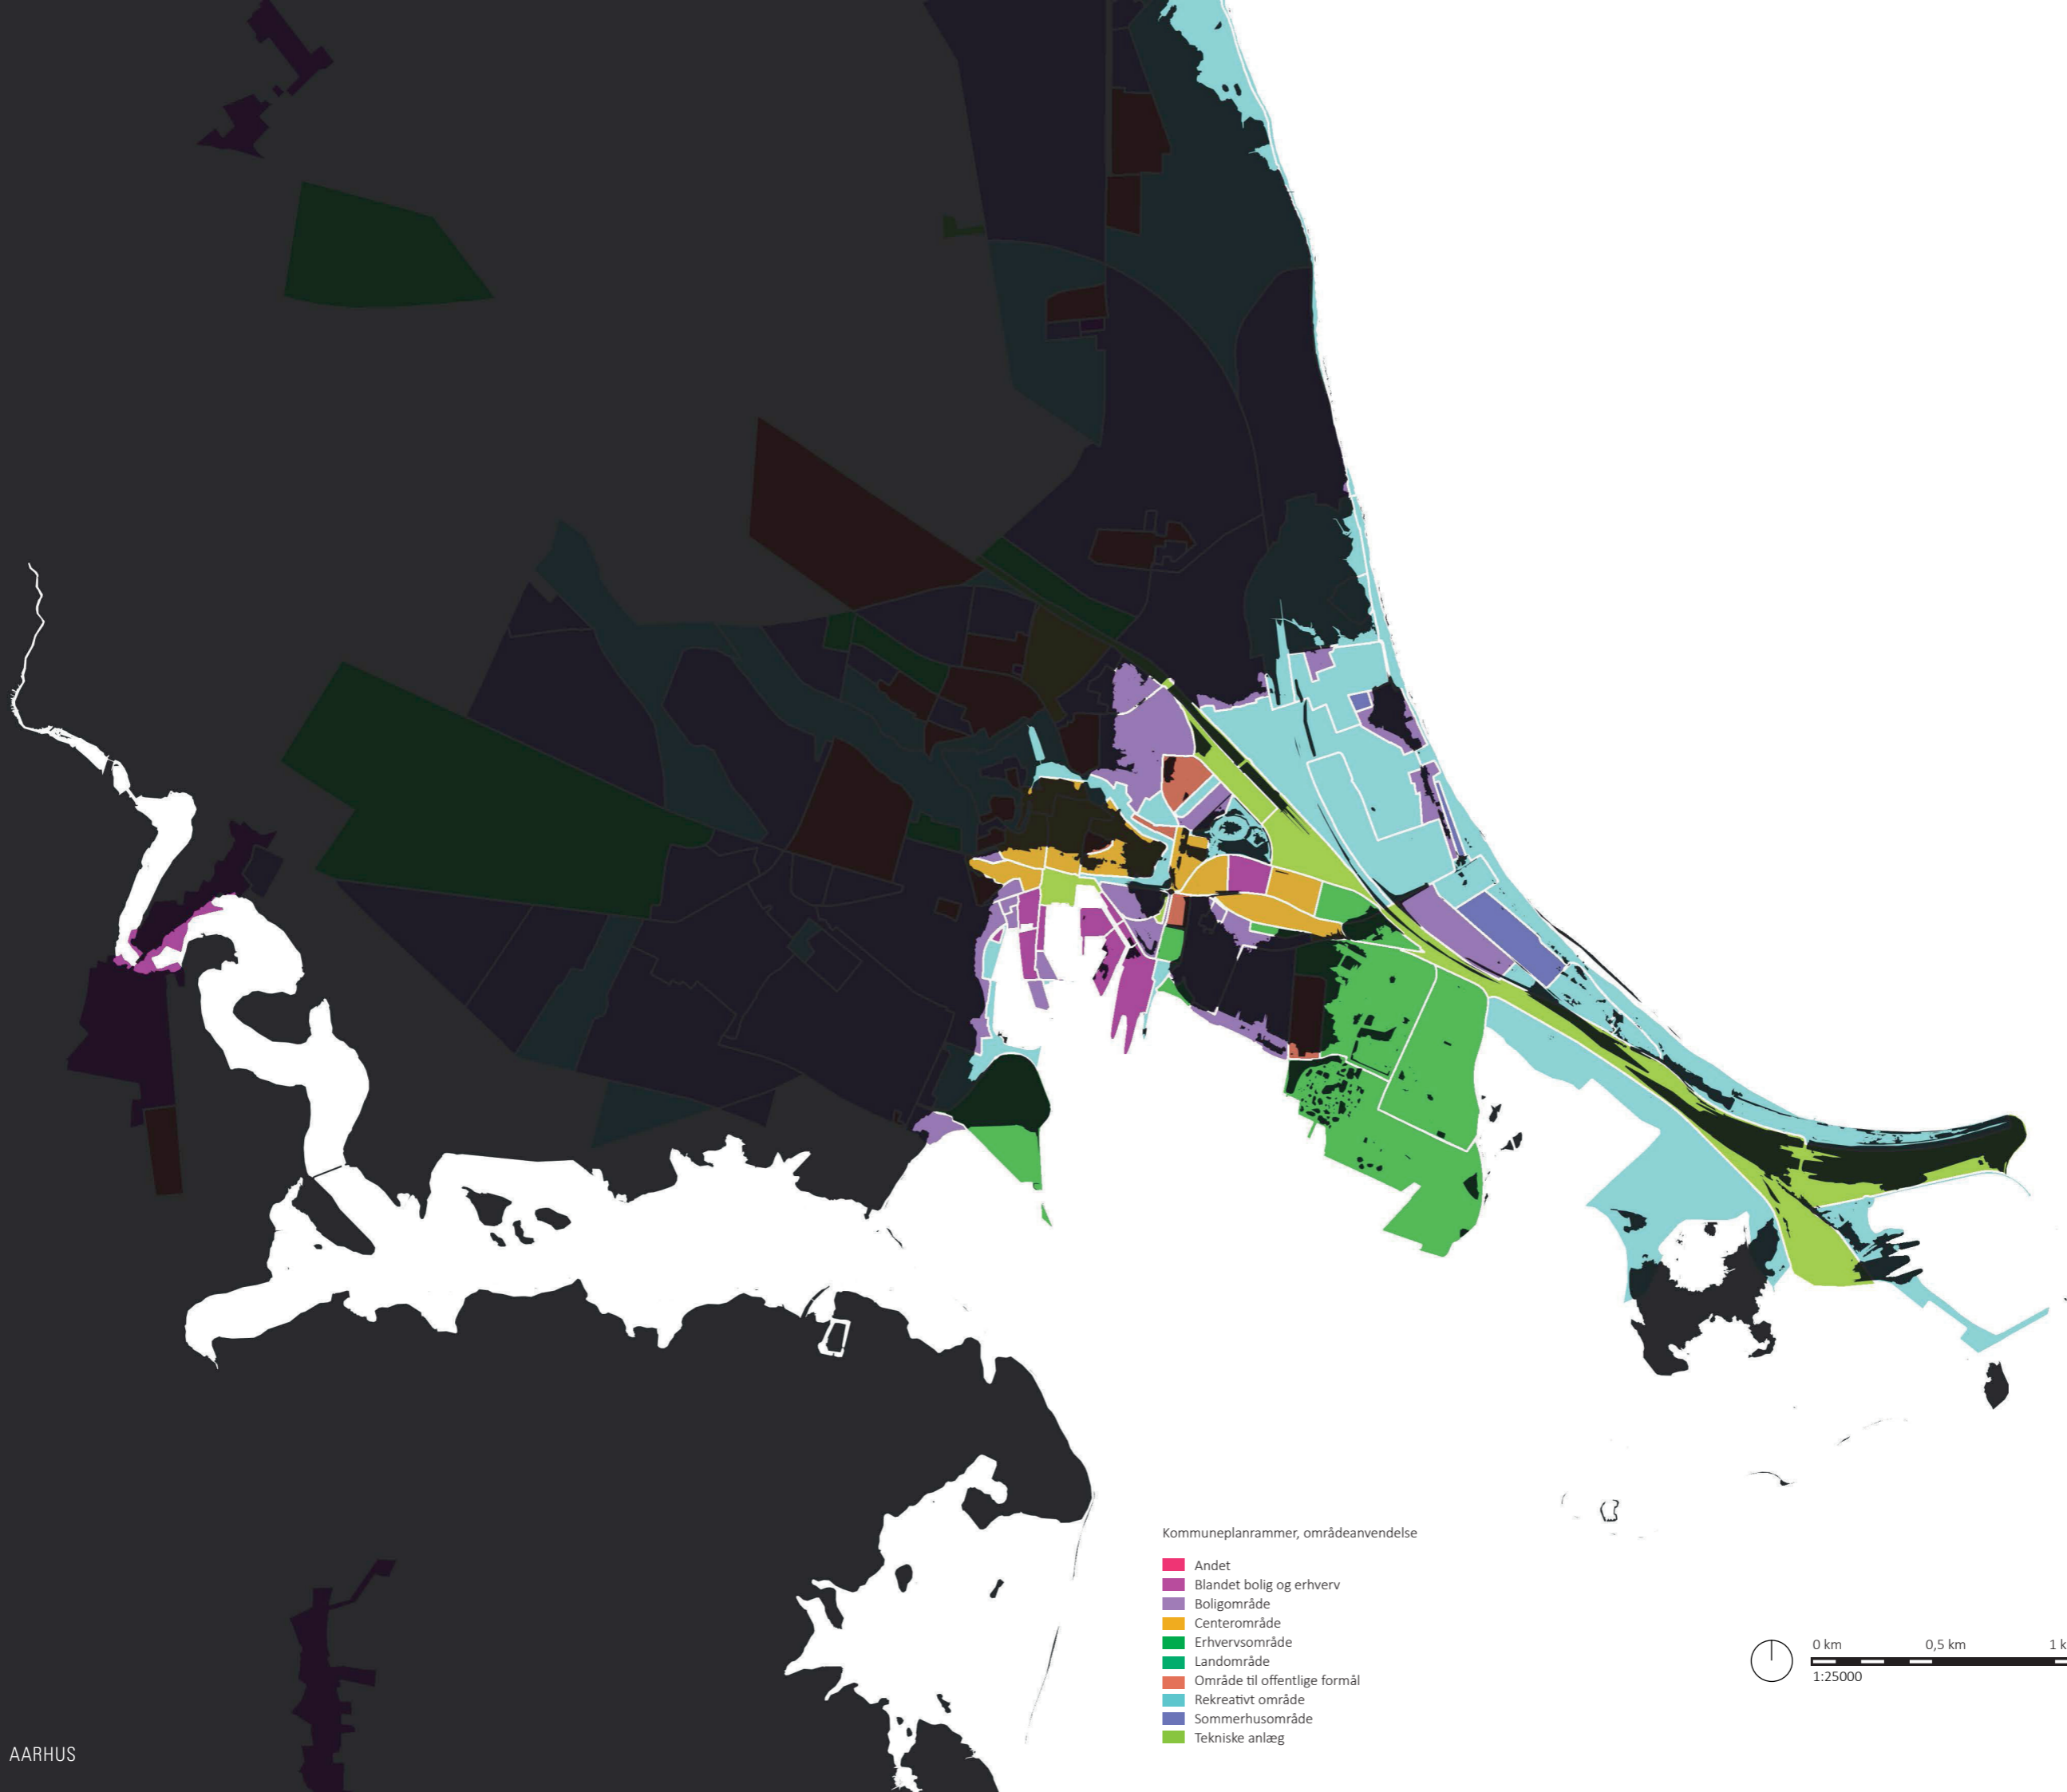 Kommuneplanrammer, områdeanvendelse
Andet
Blandet bolig og erhverv
Boligområde
Centerområde
Erhvervsområde
Landområde
Område til offentlige formål
Rekreativt område
Sommerhusområde
Tekniske anlæg
0 km 0,5 km 1 k
1:25000
AARHUS